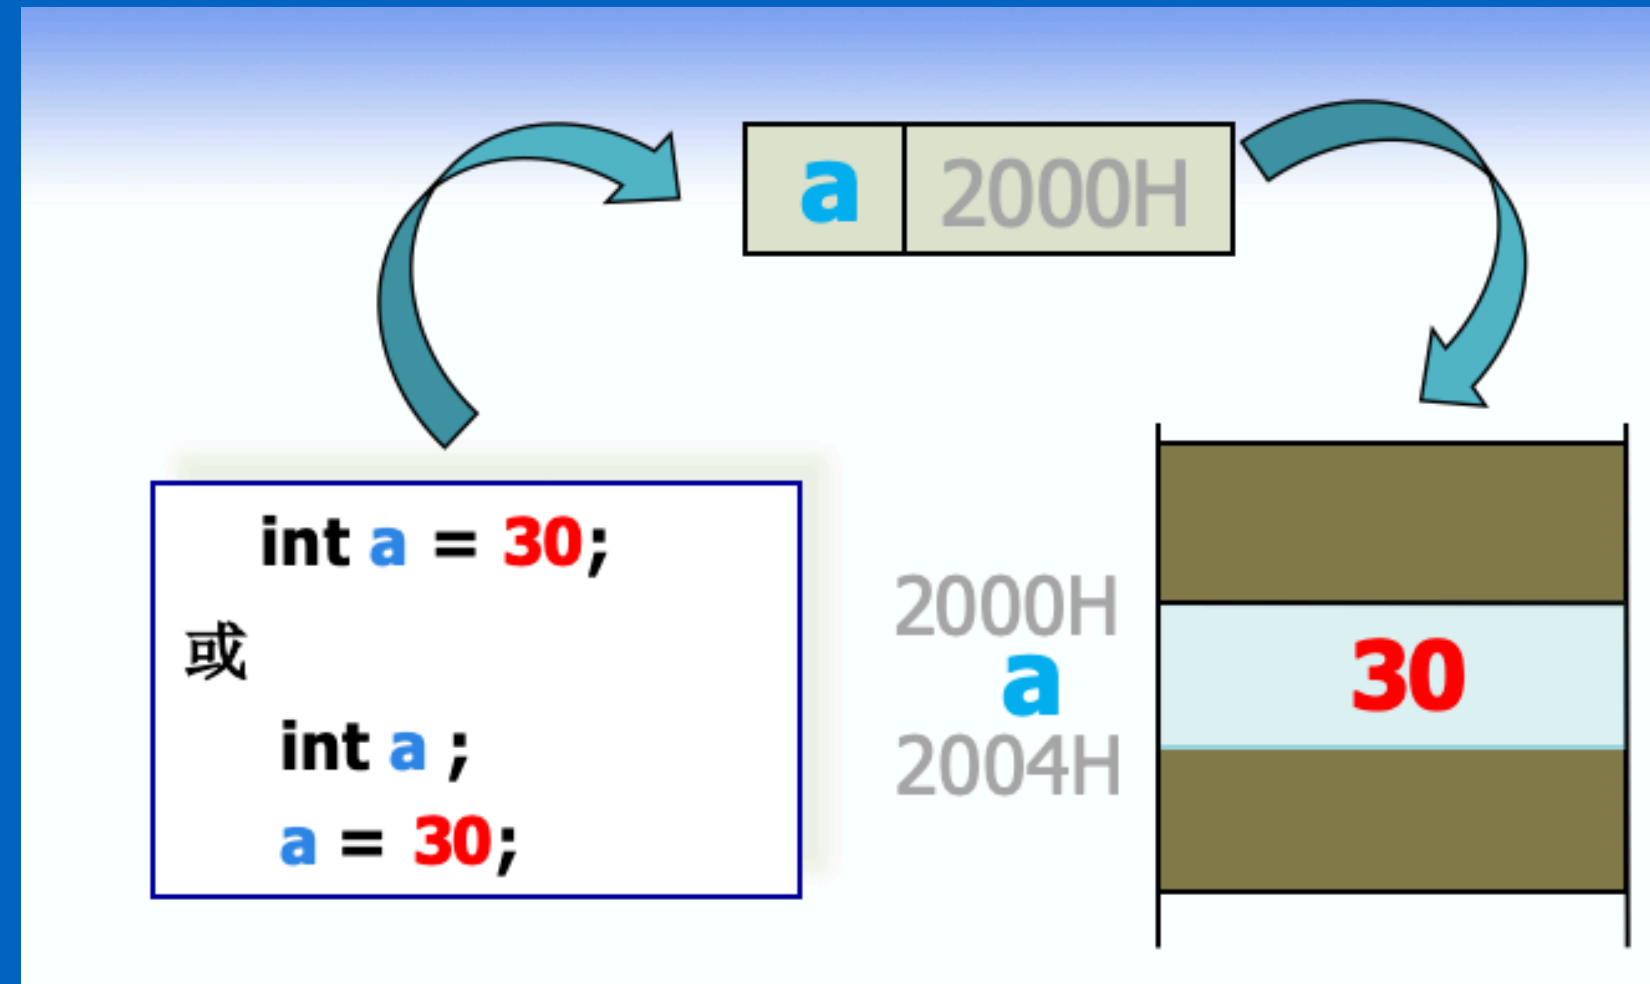 a 2000H
int a = 30;
或
int a ;
a = 30;
2000H
a
2004H
30